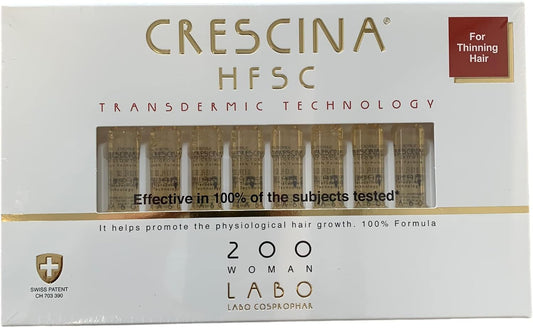 CRESCINA®
HFSC
TRANSDERMIC TECHNOLOGY
For
Thinning
Hair
Effective in 100% of the subjects tested*
It helps promote the physiological hair growth. 100% Formula
SWISS PATENT
CH 703 390
200
WOMAN
LABO
LABO COSPROPHAR